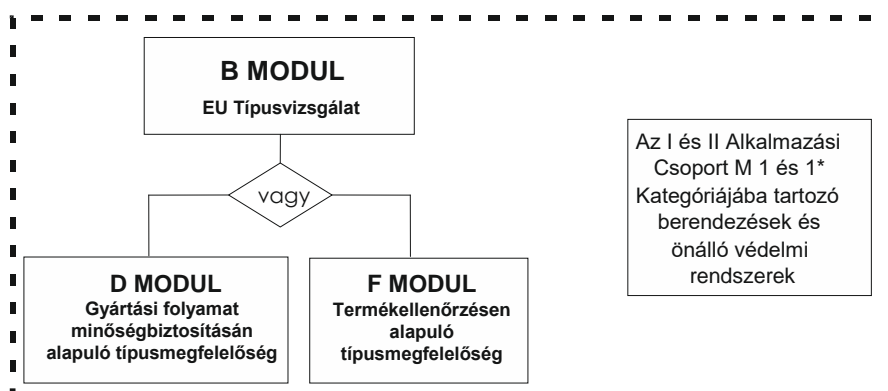 B MODUL
EU Típusvizsgálat
vagy
D MODUL
Gyártási folyamat
minőségbiztosításán
alapuló típusmegfelelőség
F MODUL
Termékellenőrzésen
alapuló
típusmegfelelőség
Az I és II Alkalmazási
Csoport M 1 és 1*
Kategóriájába tartozó
berendezések és
önálló védelmi
rendszerek